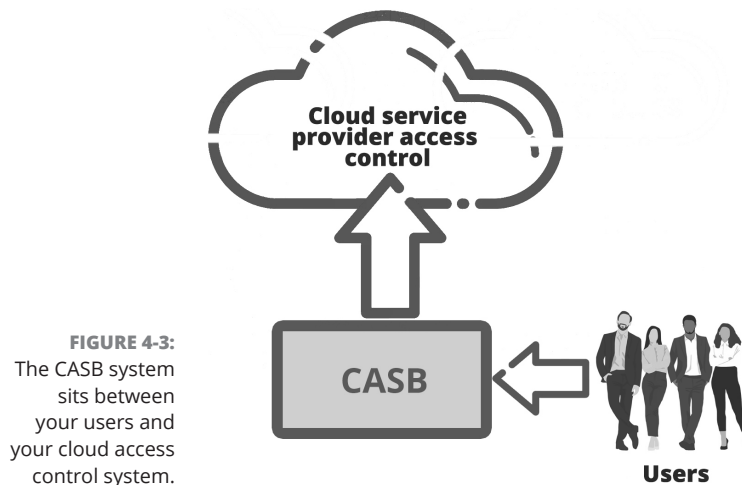 Cloud service
provider access
control
CASB
Users
FIGURE 4-3:
The CASB system
sits between
your users and
your cloud access
control system.